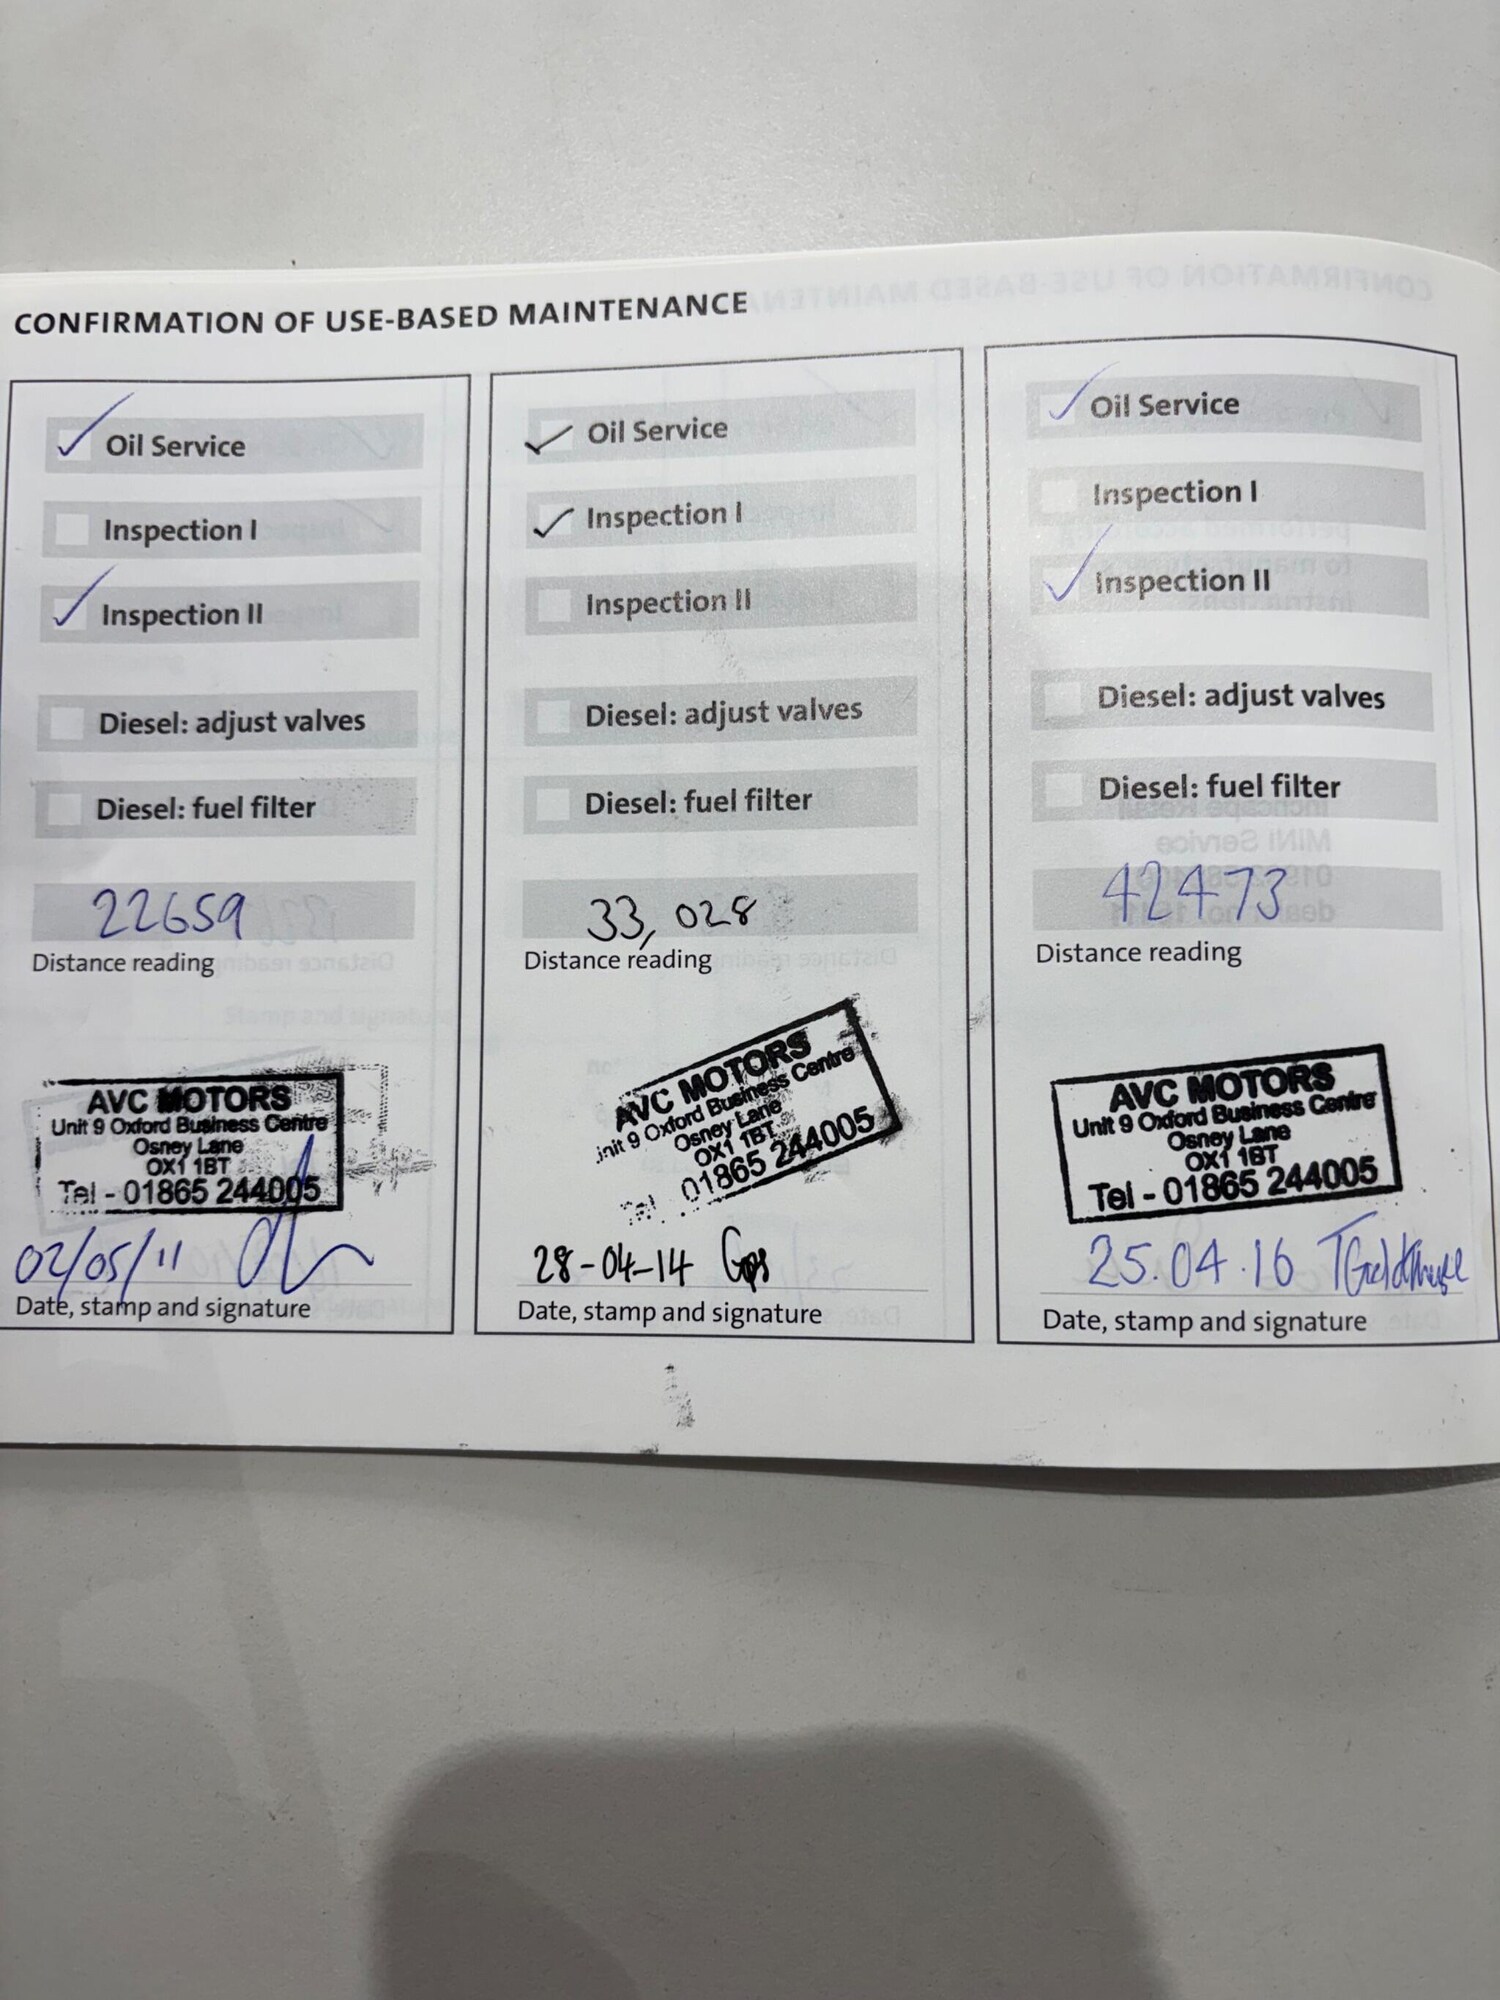 CONFIRMATION OF USE-BASED MAINTENANCE
Oil Service
Inspection I
Inspection II
Diesel: adjust valves
Diesel: fuel filter
22659
Distance reading
AVC MOTORS
Unit 9 Oxford Business Centre
Osney Lane
OX1 1BT
Tel - 01865 244005
02/05/11
Date, stamp and signature
Oil Service
Inspection I
Inspection II
Diesel: adjust valves
Diesel: fuel filter
33,028
Distance reading
AVC MOTORS
Unit 9 Oxford Business Centre
Osney Lane
OX1 1BT
Tel 01865 244005
28-04-14
Date, stamp and signature
Oil Service
Inspection I
Inspection II
Diesel: adjust valves
Diesel: fuel filter
42473
Distance reading
AVC MOTORS
Unit 9 Oxford Business Centre
Osney Lane
OX1 1BT
Tel - 01865 244005
25.04.16
Date, stamp and signature